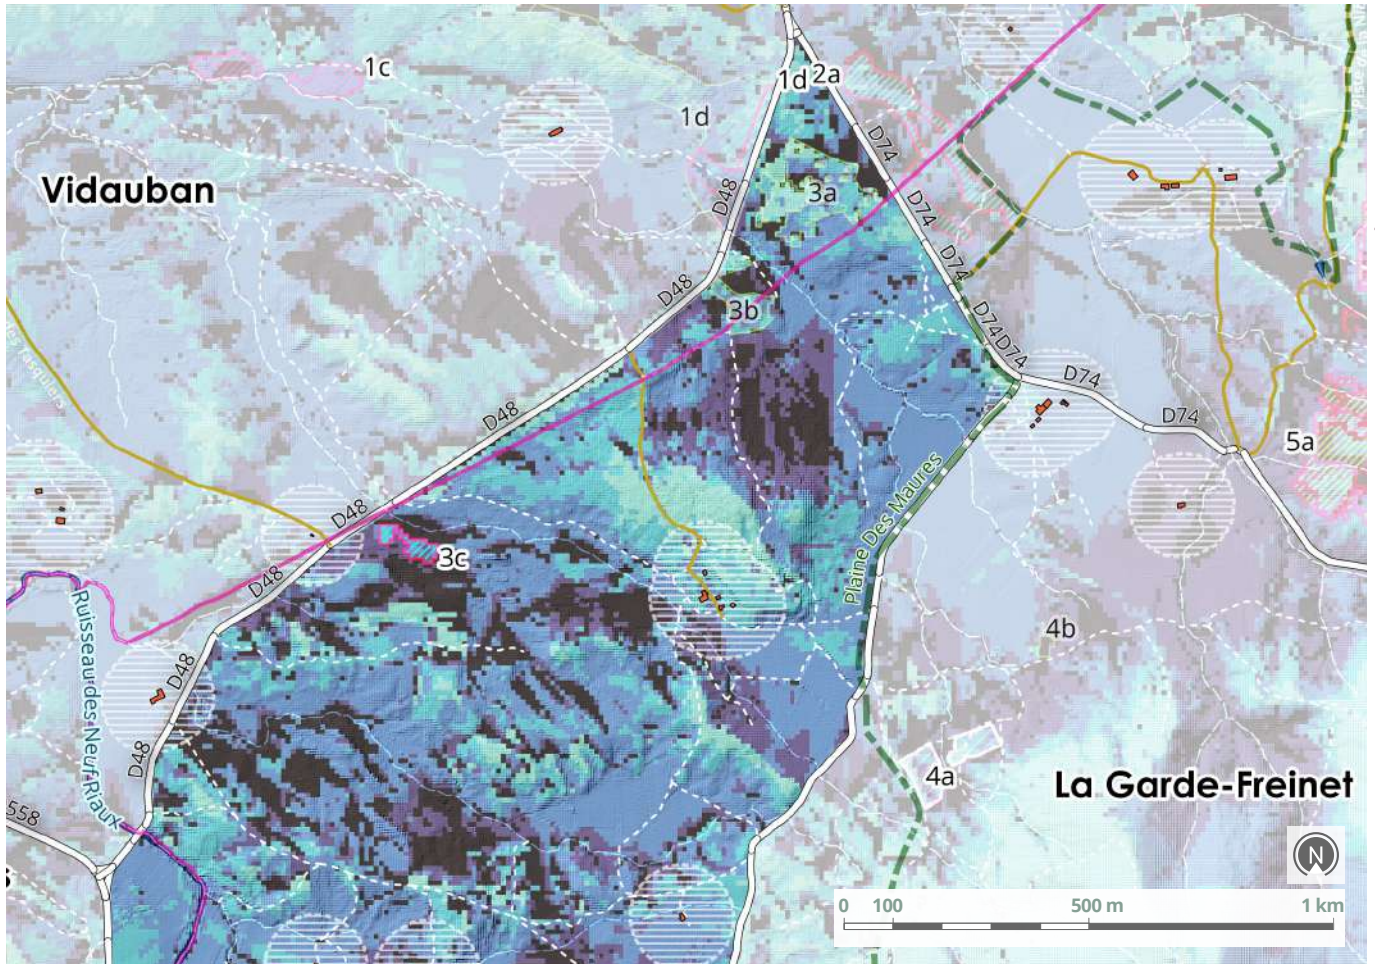 1c
1d
2a
1d
D74
Vidauban
3a
D48
D74
D74
D48
3b
D74
D74
D74
D48
D74
5a
D48
Plaine Des Maures
3c
D48
Ruisseau des Neuf Riaux
4b
D48
D48
4a
La Garde-Freinet
558
N
0 100 500 m 1 km